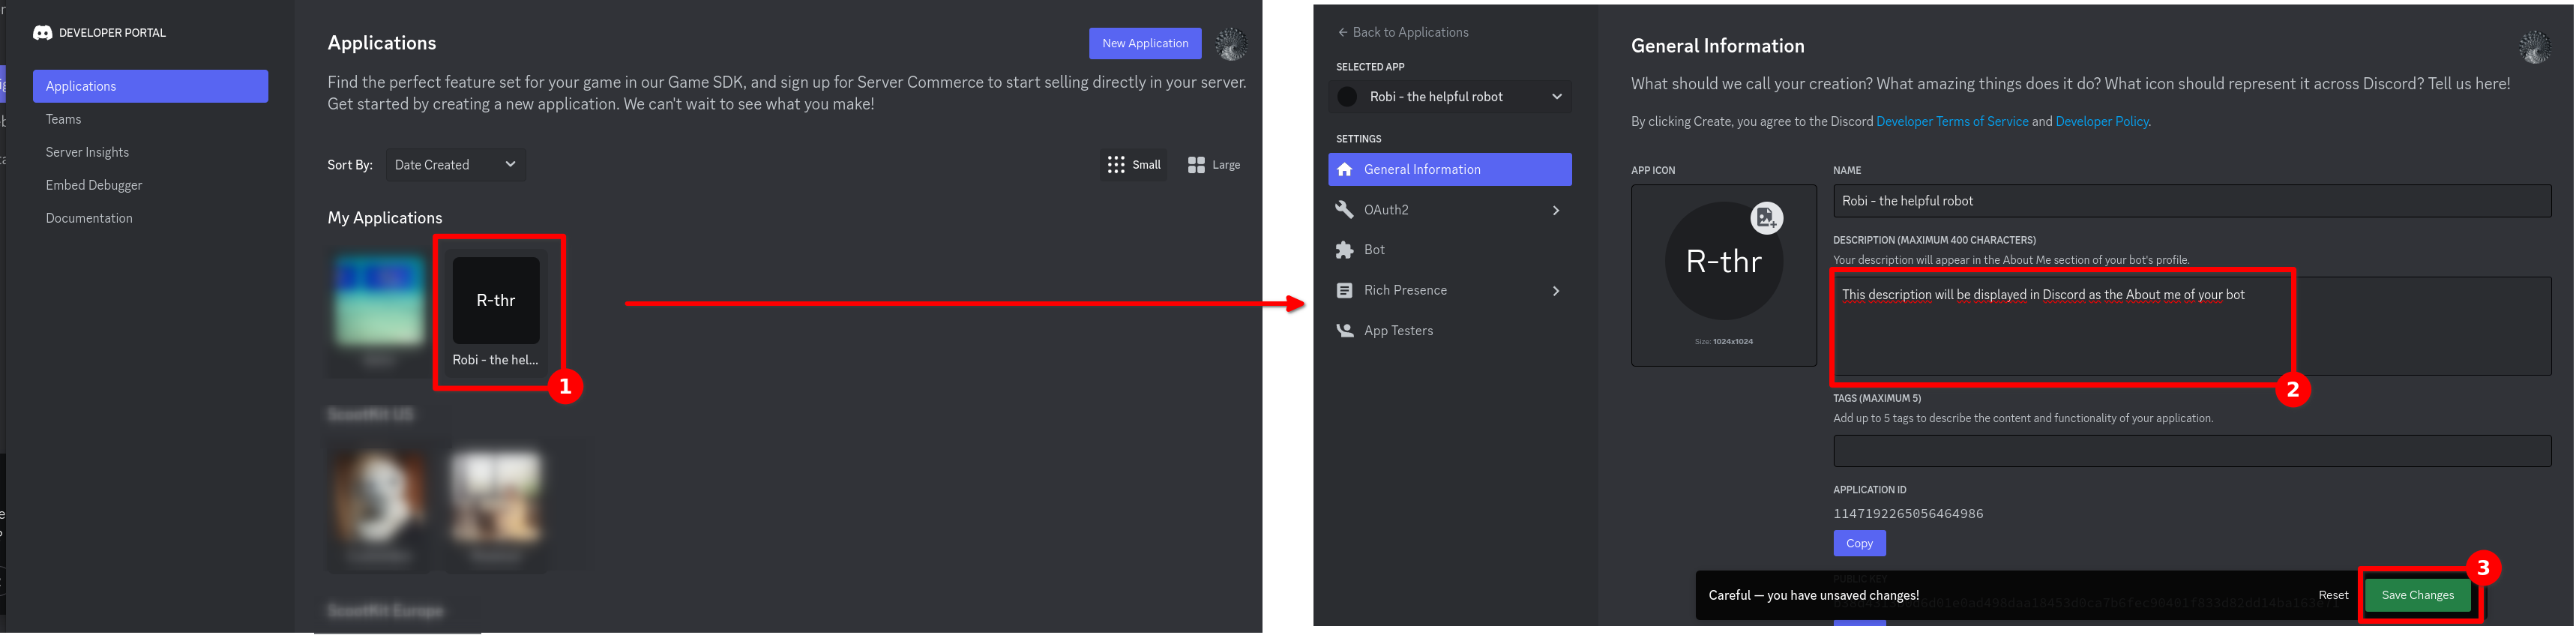 DEVELOPER PORTAL
Applications
Teams
Server Insights
Embed Debugger
Documentation
Applications
New Application
Find the perfect feature set for your game in our Game SDK, and sign up for Server Commerce to start selling directly in your server.
Get started by creating a new application. We can't wait to see what you make!
Sort By:
Date Created
Small
Large
My Applications
R-thr
Robi - the hel...
1
ScootKit US
ScootKit Europe
Back to Applications
SELECTED APP
Robi - the helpful robot
SETTINGS
General Information
OAuth2
Bot
Rich Presence
App Testers
General Information
What should we call your creation? What amazing things does it do? What icon should represent it across Discord? Tell us here!
By clicking Create, you agree to the Discord Developer Terms of Service and Developer Policy.
APP ICON
R-thr
Size: 1024x1024
NAME
Robi - the helpful robot
DESCRIPTION (MAXIMUM 400 CHARACTERS)
Your description will appear in the About Me section of your bot's profile.
This description will be displayed in Discord as the About me of your bot
2
TAGS (MAXIMUM 5)
Add up to 5 tags to describe the content and functionality of your application.
APPLICATION ID
1147192265056464986
Copy
PUBLIC KEY
Careful — you have unsaved changes!
Reset
Save Changes
3